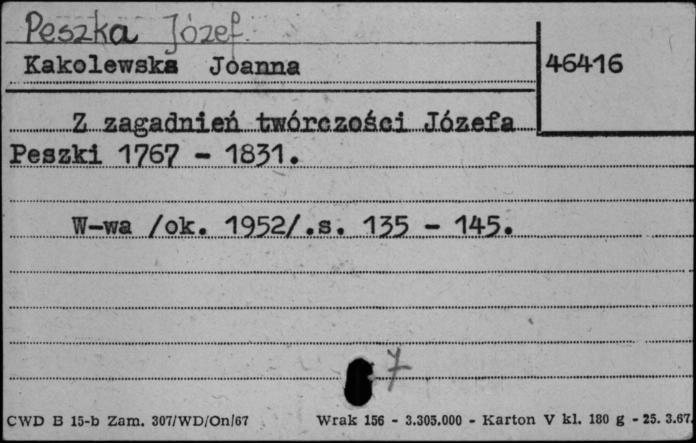 Peszka Józef.
Kakolewska Joanna
46416
Z zagadnień twórczości Józefa
Peszki 1767 - 1831.
W-wa /ok. 1952/.s. 135 - 145.
7
CWD B 15-b Zam. 307/WD/On/67 Wrak 156 - 3.305.000 - Karton V kl. 180 g - 25. 3.67.